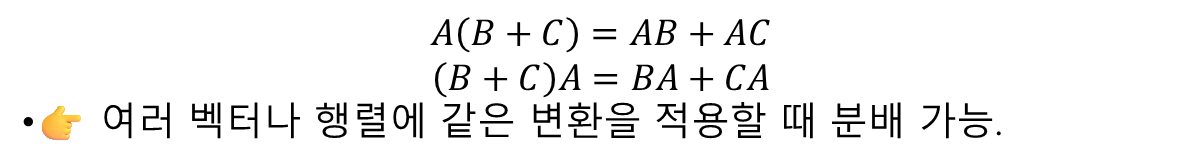 A(B + C) = AB + AC
(B + C)A = BA + CA
•👉 여러 벡터나 행렬에 같은 변환을 적용할 때 분배 가능.